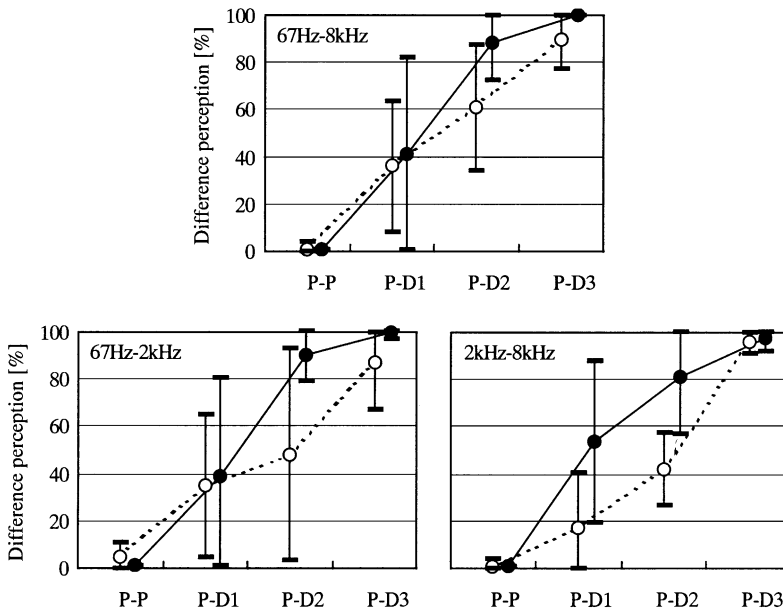 67Hz-8kHz
Difference perception [%]
100
80
60
40
20
0
P-P P-D1 P-D2 P-D3
67Hz-2kHz
Difference perception [%]
100
80
60
40
20
0
P-P P-D1 P-D2 P-D3
2kHz-8kHz
P-P P-D1 P-D2 P-D3